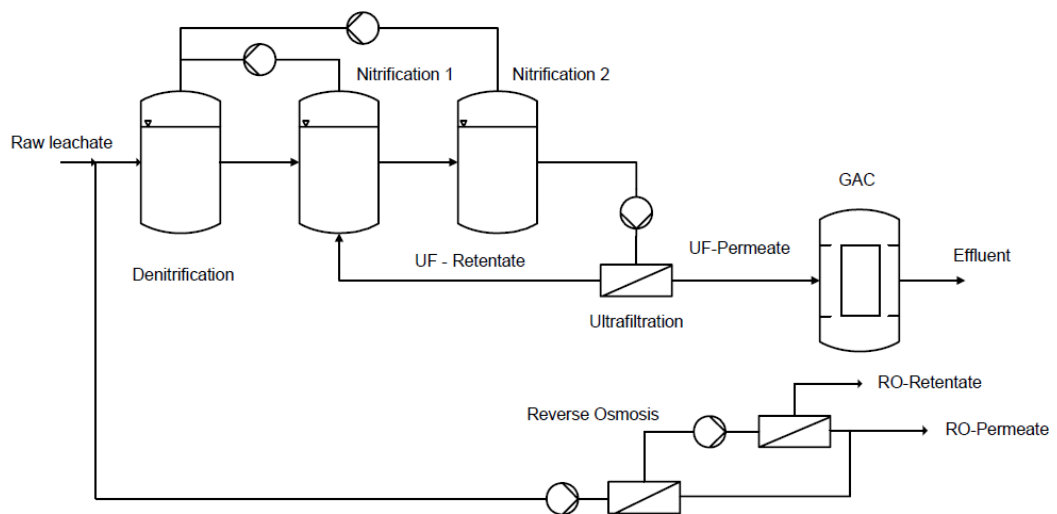 Nitrification 1
Nitrification 2
Raw leachate
GAC
Denitrification
UF - Retentate
UF-Permeate
Effluent
Ultrafiltration
RO-Retentate
Reverse Osmosis
RO-Permeate